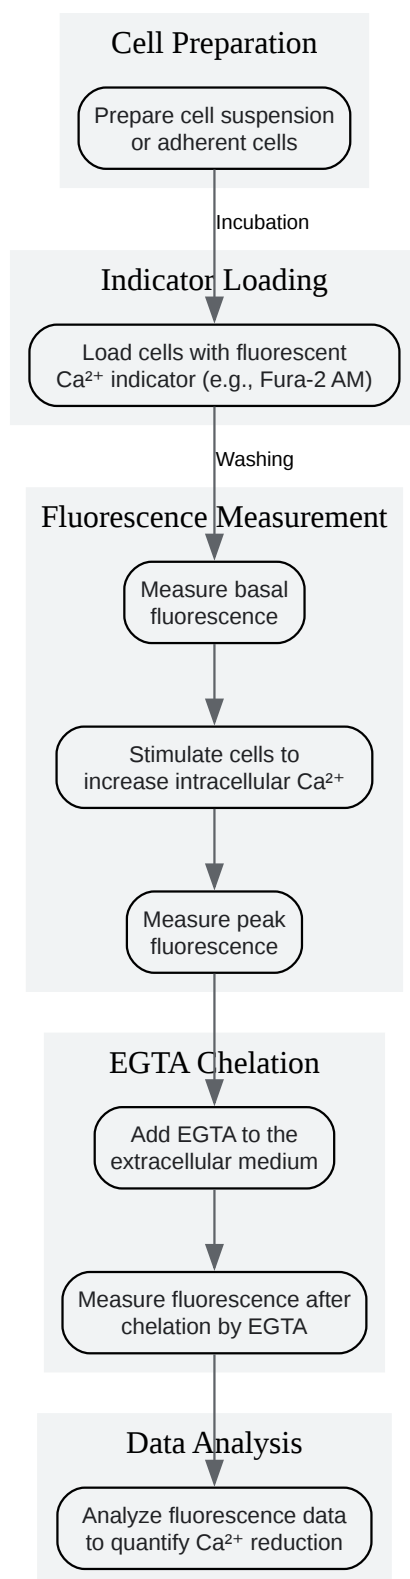 Cell Preparation
Prepare cell suspension
or adherent cells
Incubation
Indicator Loading
Load cells with fluorescent
Ca²⁺ indicator (e.g., Fura-2 AM)
Washing
Fluorescence Measurement
Measure basal
fluorescence
Stimulate cells to
increase intracellular Ca²⁺
Measure peak
fluorescence
EGTA Chelation
Add EGTA to the
extracellular medium
Measure fluorescence after
chelation by EGTA
Data Analysis
Analyze fluorescence data
to quantify Ca²⁺ reduction